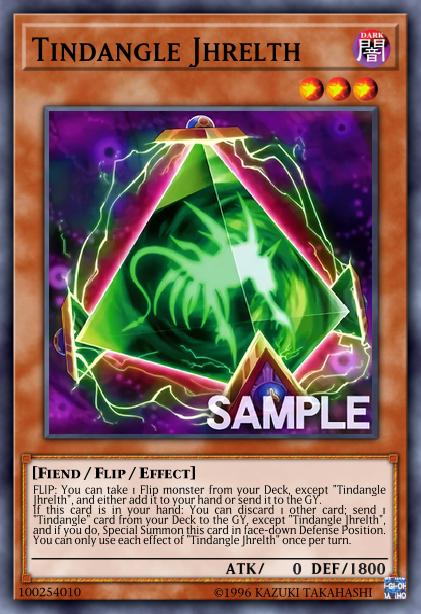 TINDANGLE JHRELTH
DARK
闇
SAMPLE
[FIEND / FLIP / EFFECT]
FLIP: You can take 1 Flip monster from your Deck, except "Tindangle
Jhrelth", and either add it to your hand or send it to the GY.
If this card is in your hand: You can discard 1 other card; send 1
"Tindangle" card from your Deck to the GY, except "Tindangle Jhrelth",
and if you do, Special Summon this card in face-down Defense Position.
You can only use each effect of "Tindangle Jhrelth" once per turn.
ATK/ 0 DEF/1800
100254010 ©1996 KAZUKI TAKAHASHI